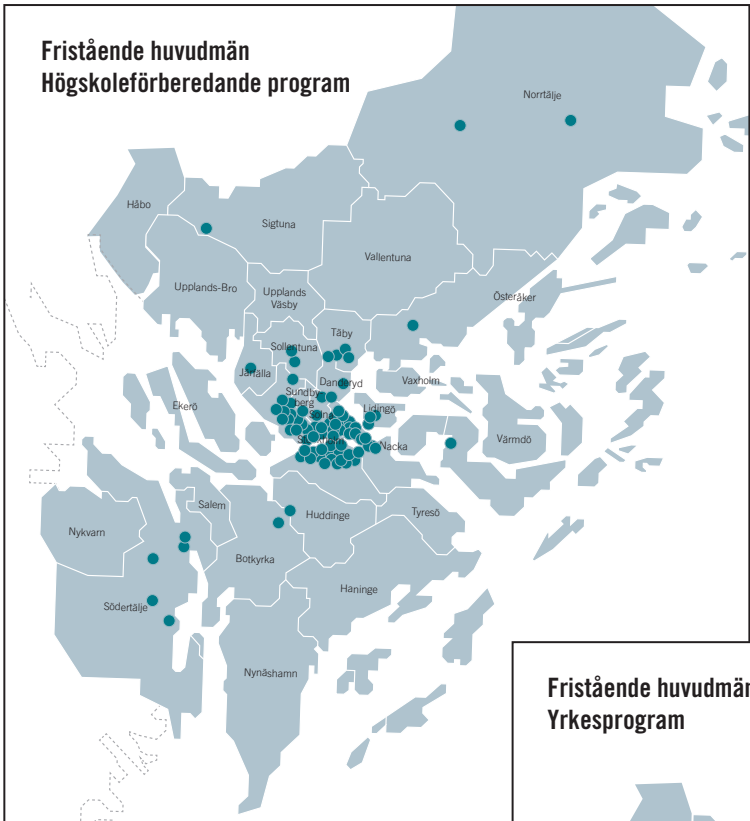 Fristående huvudmän
Högskoleförberedande program
Norrtälje
Håbo
Sigtuna
Vallentuna
Upplands-Bro
Upplands
Väsby
Österåker
Täby
Sollentuna
Järfälla
Danderyd
Vaxholm
Sundby
berg
Ekerö
Lidingö
Värmdö
Nacka
Salem
Nykvarn
Huddinge
Tyresö
Botkyrka
Haninge
Södertälje
Nynäshamn
Fristående huvudmän
Yrkesprogram